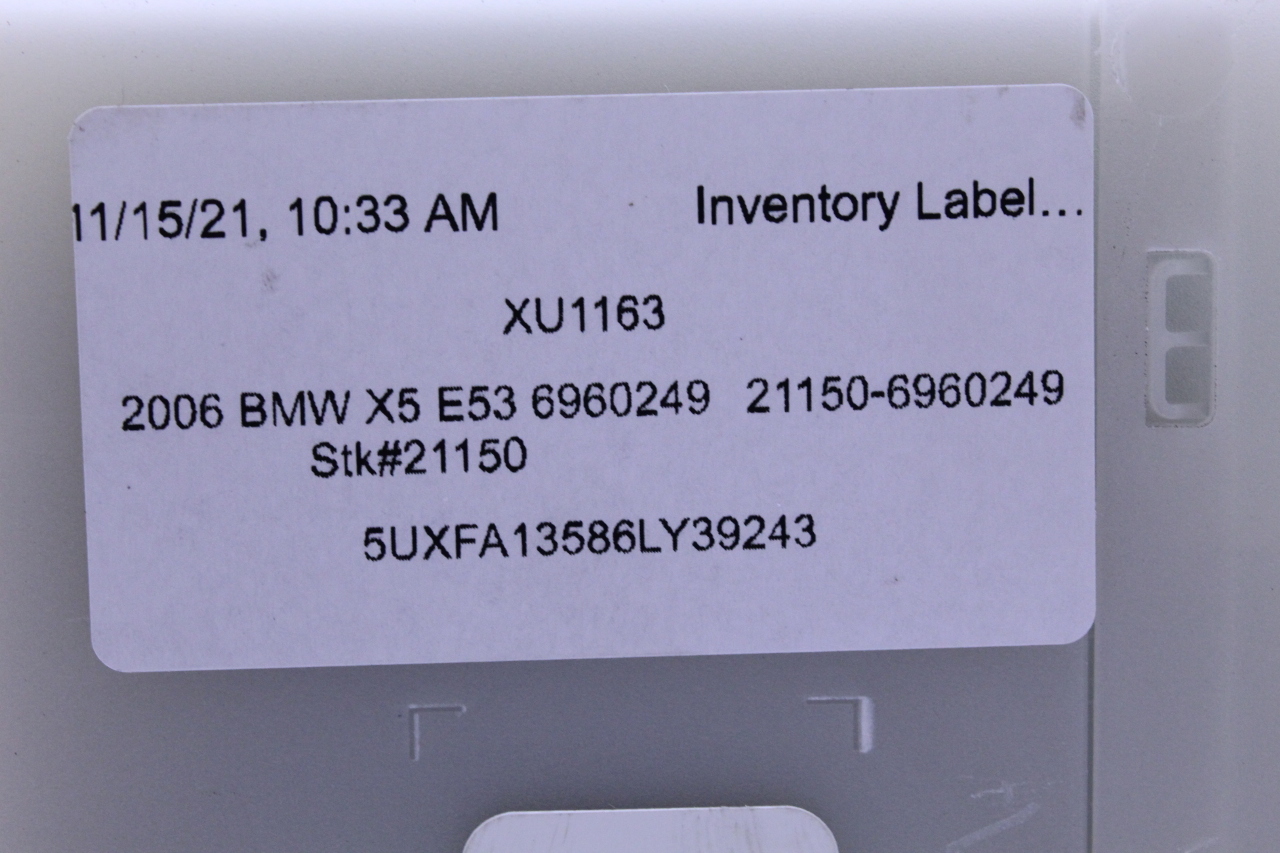 11/15/21, 10:33 AM Inventory Label...
XU1163
2006 BMW X5 E53 6960249 21150-6960249
Stk#21150
5UXFA13586LY39243